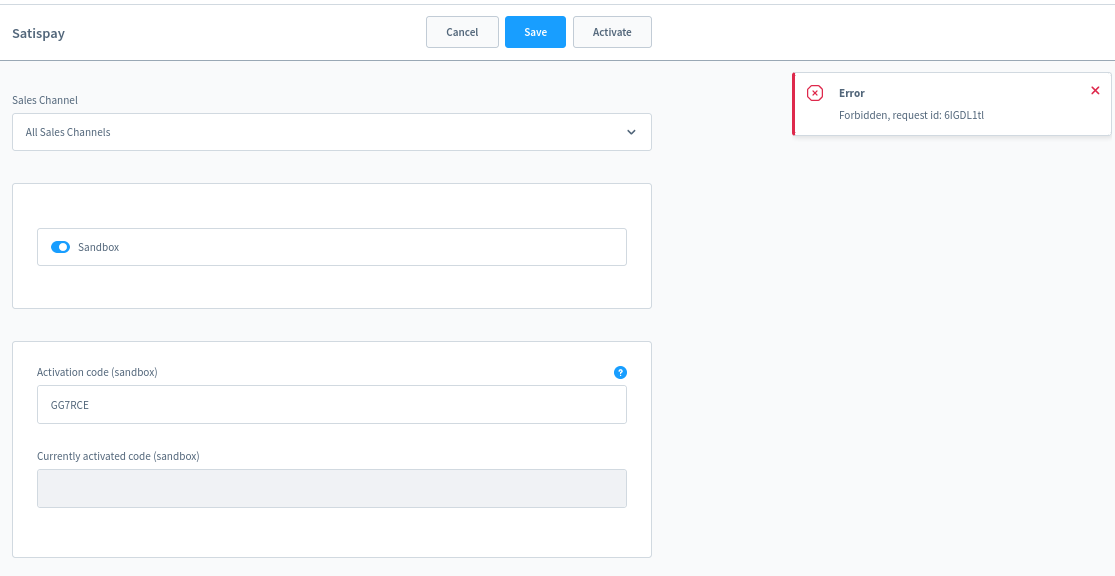 Satispay
Cancel
Save
Activate
Error
Forbidden, request id: 6IGDL1tl
Sales Channel
All Sales Channels
Sandbox
Activation code (sandbox)
?
GG7RCE
Currently activated code (sandbox)